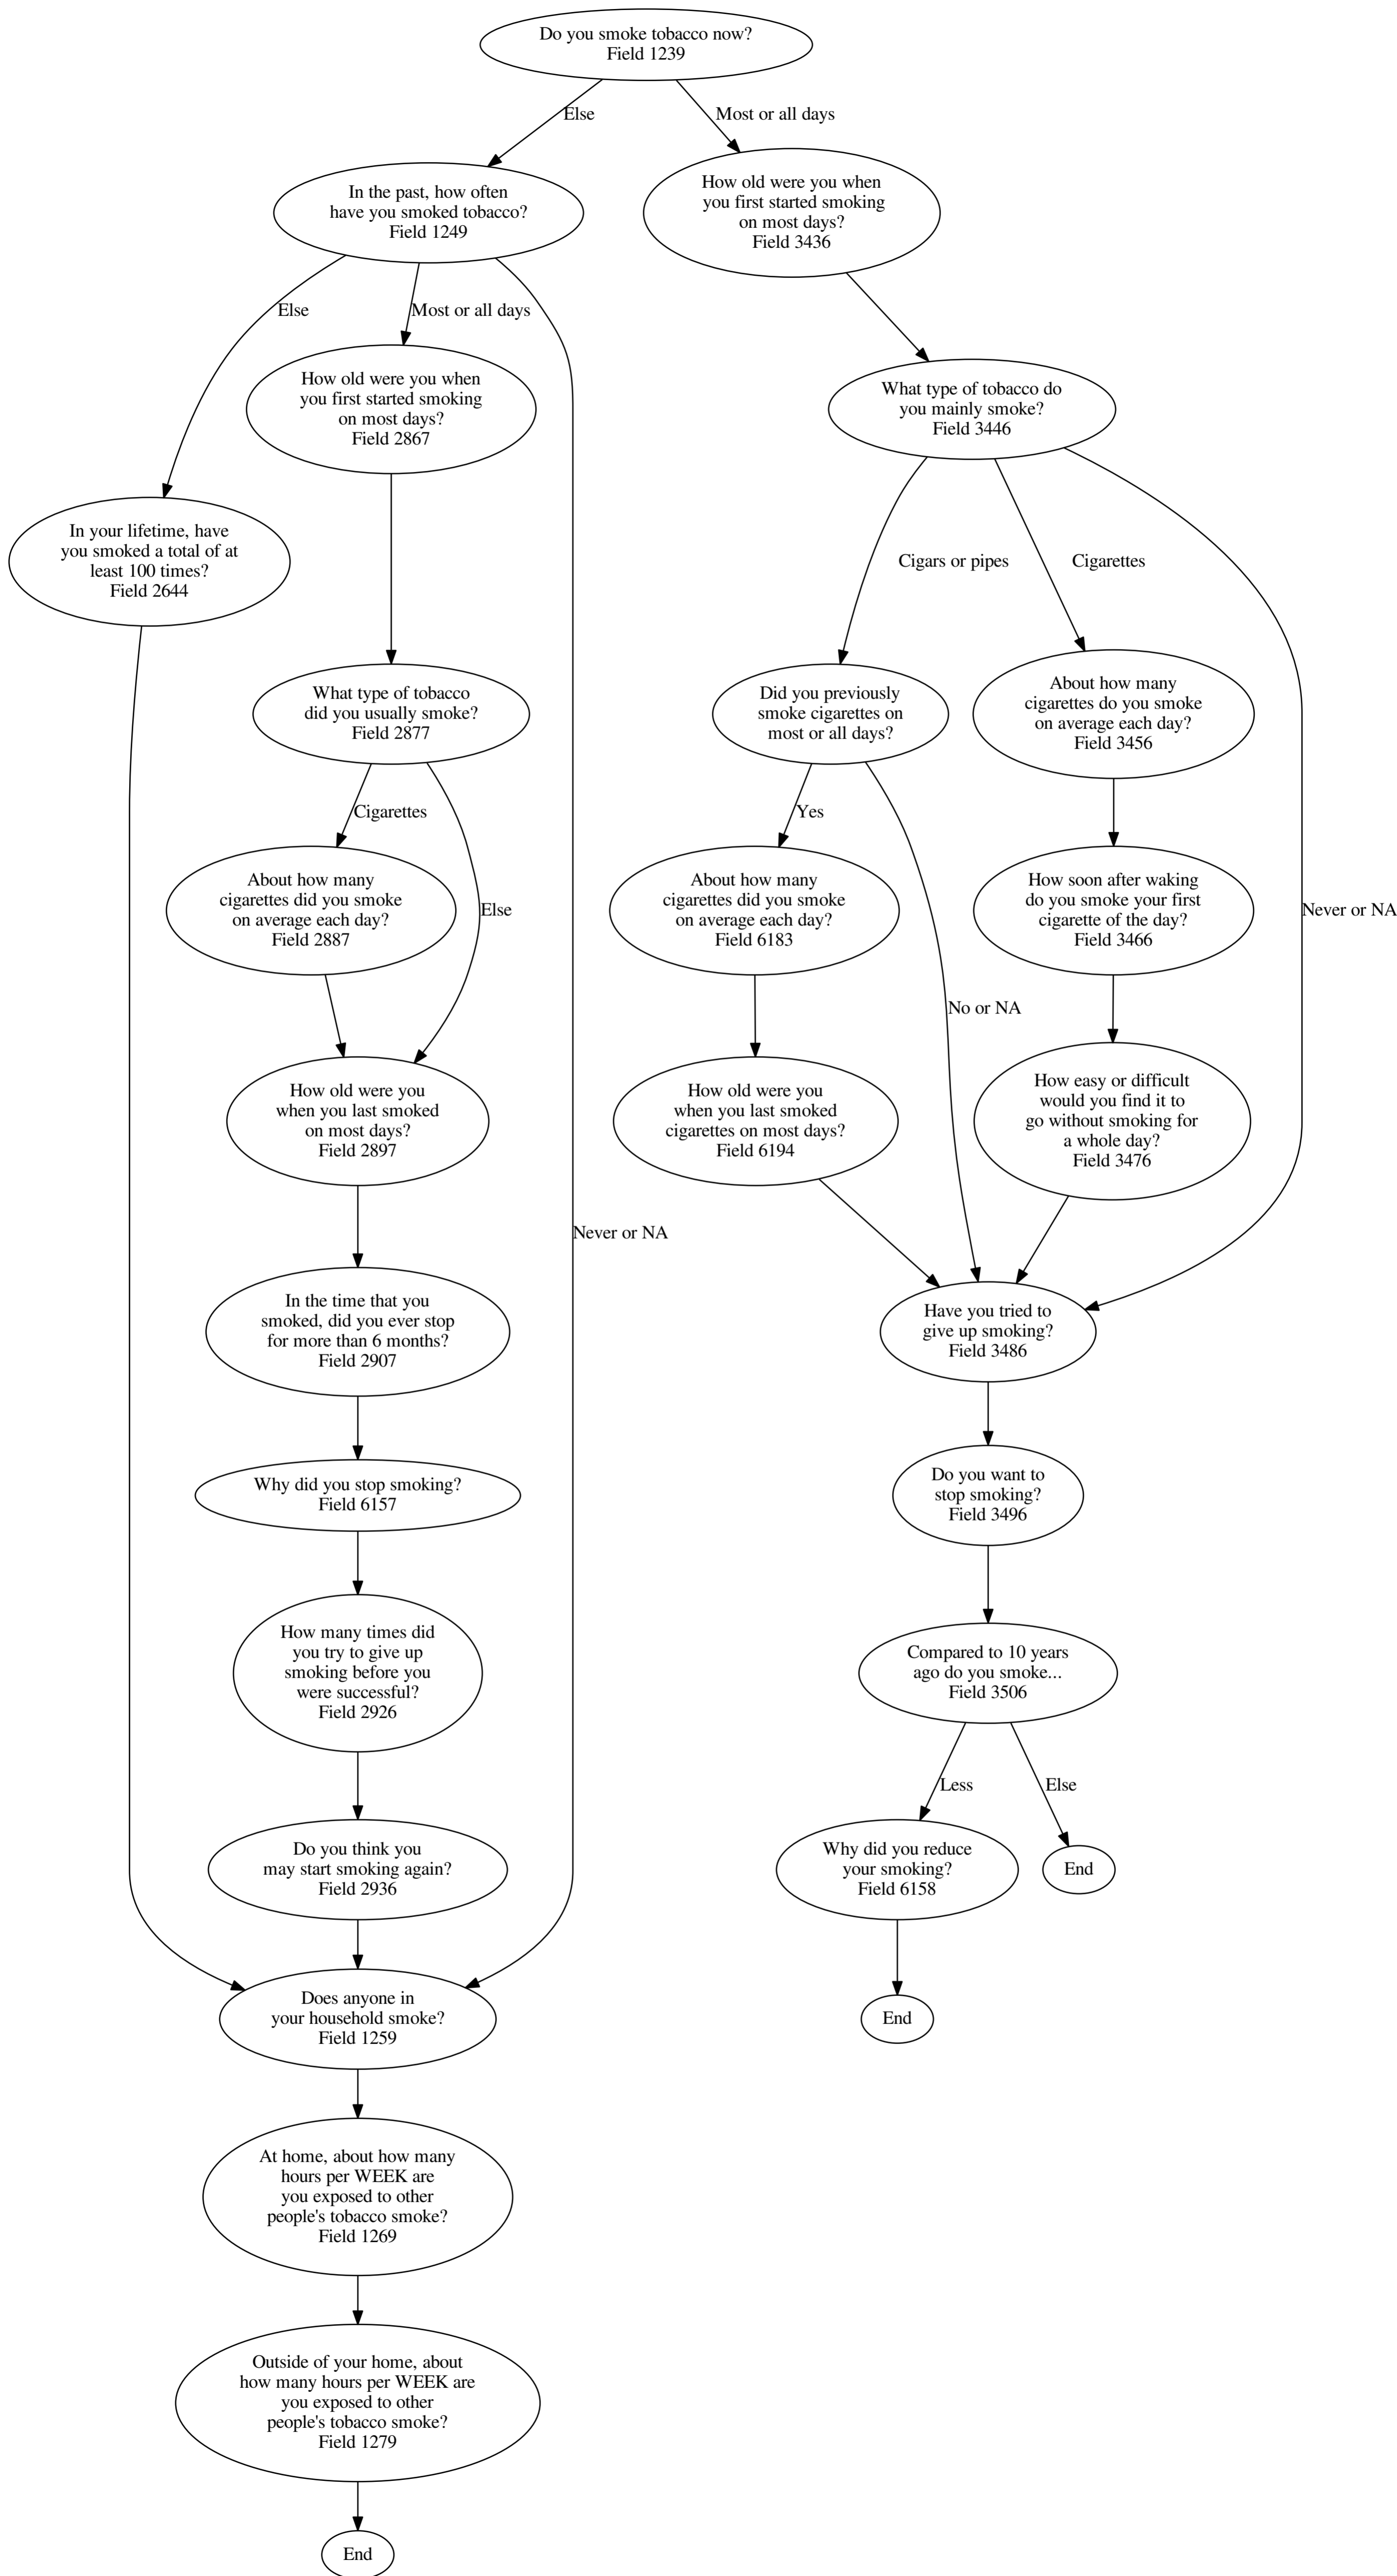 Do you smoke tobacco now?
Field 1239
Else
Most or all days
In the past, how often
have you smoked tobacco?
Field 1249
How old were you when
you first started smoking
on most days?
Field 3436
Else
Most or all days
How old were you when
you first started smoking
on most days?
Field 2867
What type of tobacco do
you mainly smoke?
Field 3446
In your lifetime, have
you smoked a total of at
least 100 times?
Field 2644
Cigars or pipes
Cigarettes
What type of tobacco
did you usually smoke?
Field 2877
Did you previously
smoke cigarettes on
most or all days?
About how many
cigarettes do you smoke
on average each day?
Field 3456
Cigarettes
Yes
About how many
cigarettes did you smoke
on average each day?
Field 2887
Else
About how many
cigarettes did you smoke
on average each day?
Field 6183
How soon after waking
do you smoke your first
cigarette of the day?
Field 3466
Never or NA
No or NA
How old were you
when you last smoked
on most days?
Field 2897
How old were you
when you last smoked
cigarettes on most days?
Field 6194
How easy or difficult
would you find it to
go without smoking for
a whole day?
Field 3476
Never or NA
In the time that you
smoked, did you ever stop
for more than 6 months?
Field 2907
Have you tried to
give up smoking?
Field 3486
Why did you stop smoking?
Field 6157
Do you want to
stop smoking?
Field 3496
How many times did
you try to give up
smoking before you
were successful?
Field 2926
Compared to 10 years
ago do you smoke...
Field 3506
Less
Else
Do you think you
may start smoking again?
Field 2936
Why did you reduce
your smoking?
Field 6158
End
Does anyone in
your household smoke?
Field 1259
End
At home, about how many
hours per WEEK are
you exposed to other
people's tobacco smoke?
Field 1269
Outside of your home, about
how many hours per WEEK are
you exposed to other
people's tobacco smoke?
Field 1279
End